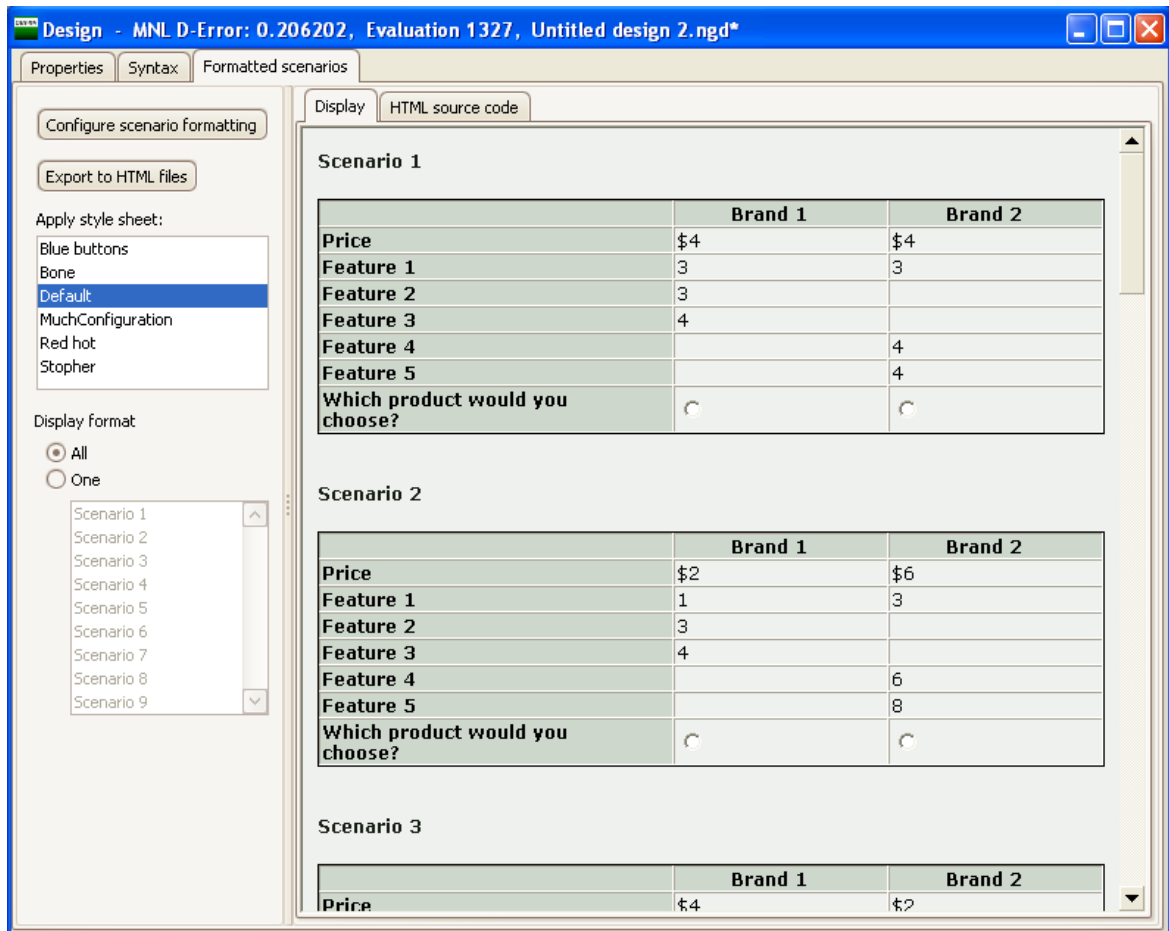 Design - MNL D-Error: 0.206202, Evaluation 1327, Untitled design 2.ngd*
Properties Syntax Formatted scenarios
Configure scenario formatting
Export to HTML files
Apply style sheet:
Blue buttons
Bone
Default
MuchConfiguration
Red hot
Stopher
Display format
All
One
Scenario 1
Scenario 2
Scenario 3
Scenario 4
Scenario 5
Scenario 6
Scenario 7
Scenario 8
Scenario 9
Display HTML source code
Scenario 1
Brand 1 Brand 2
Price $4 $4
Feature 1 3 3
Feature 2 3
Feature 3 4
Feature 4 4
Feature 5 4
Which product would you
choose?
Scenario 2
Brand 1 Brand 2
Price $2 $6
Feature 1 1 3
Feature 2 3
Feature 3 4
Feature 4 6
Feature 5 8
Which product would you
choose?
Scenario 3
Brand 1 Brand 2
Price $4 $2